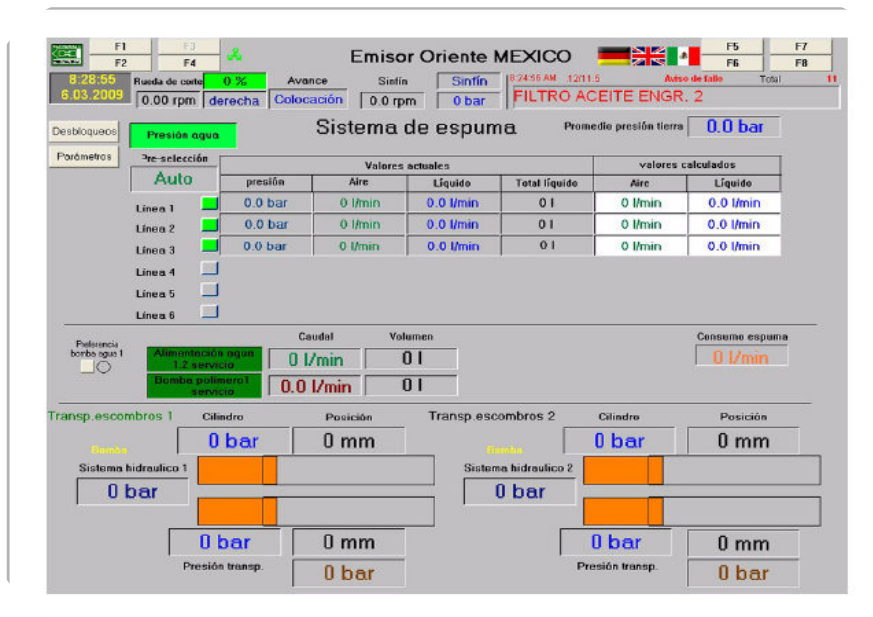 F1 F3 F5 F7
Emisor Oriente MEXICO
F2 F4 F6 F8
8:28:55 Rueda de corte 0 % Avance Sinfín Sinfín 8:24:56 AM 12/11.5 Aviso de fallo Total 11
6.03.2009 0.00 rpm derecha Colocación 0.0 rpm 0 bar FILTRO ACEITE ENGR. 2
Desbloqueos Presión agua Sistema de espuma Promedio presión tierra 0.0 bar
Parámetros Pre-selección Valores actuales valores calculados
Auto presión Aire Líquido Total líquido Aire Líquido
Línea 1 0.0 bar 0 l/min 0.0 l/min 0 l 0 l/min 0.0 l/min
Línea 2 0.0 bar 0 l/min 0.0 l/min 0 l 0 l/min 0.0 l/min
Línea 3 0.0 bar 0 l/min 0.0 l/min 0 l 0 l/min 0.0 l/min
Línea 4
Línea 5
Línea 6
Caudal Volumen Consumo espuma
Preferencia
bomba agua 1
Alimentación agua
1.2 servicio
0 l/min 0 l 0 l/min
Bomba polímero1
servicio
0.0 l/min 0 l
Transp.escombros 1 Cilindro Posición Transp.escombros 2 Cilindro Posición
Bomba 0 bar 0 mm Bomba 0 bar 0 mm
Sistema hidraulico 1 Sistema hidraulico 2
0 bar 0 bar
0 bar 0 mm 0 bar 0 mm
Presión transp. 0 bar Presión transp. 0 bar